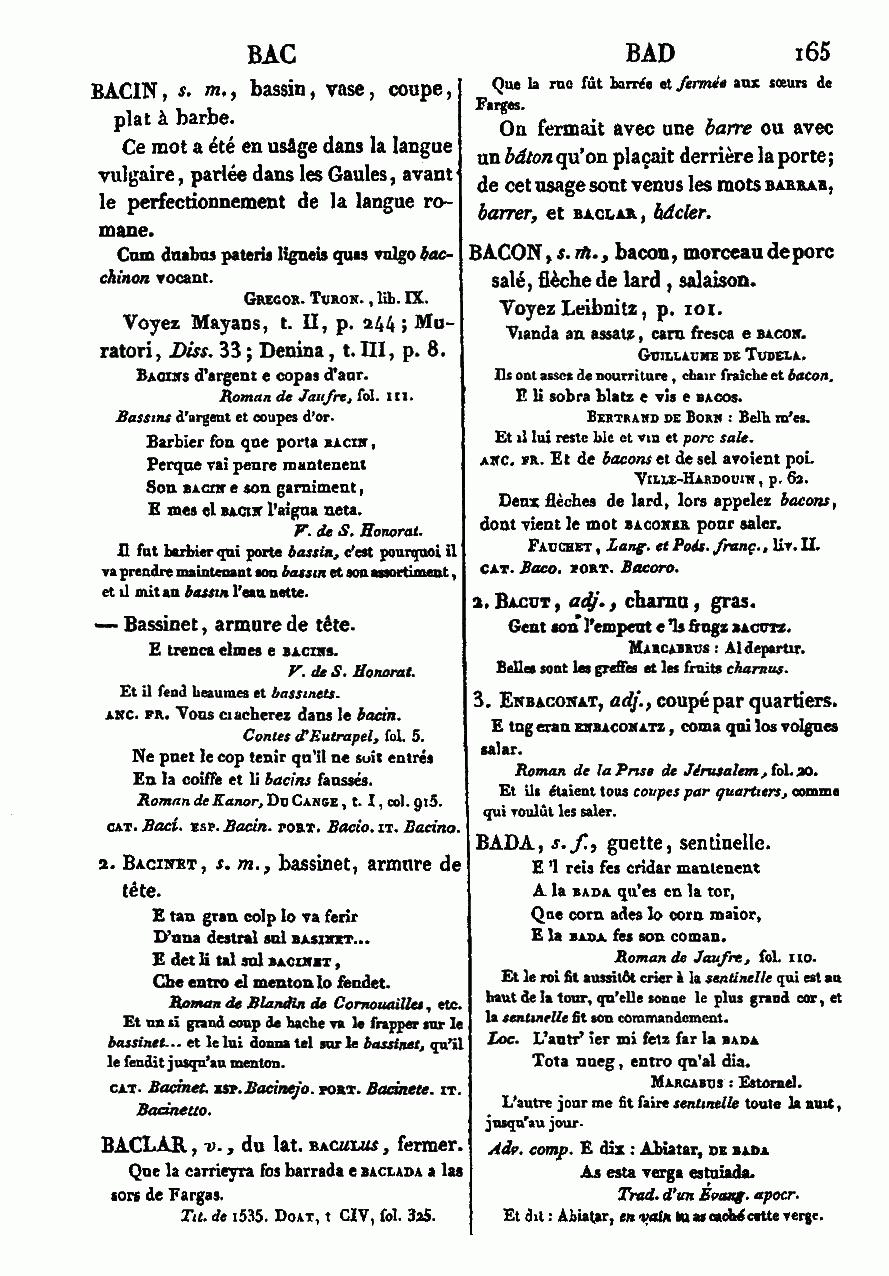 BAC
BAD 165
BACIN, s. m., bassin, vase, coupe,
plat à barbe.
Ce mot a été en usâge dans la langue
vulgaire, parlée dans les Gaules, avant
le perfectionnement de la langue ro-
mane.
Cum duabus pateris ligneis quas vulgo bac-
chinon vocant.
GREGOR. TURON., lib. IX.
Voyez Mayans, t. II, p. 244; Mu-
ratori, Diss. 33; Denina, t. III, p. 8.
BACINS d'argent e copas d'aur.
Roman de Jaufre, fol. 111.
Bassins d'argent et coupes d'or.
Barbier fon que porta BACIN,
Perque vai penre mantenent
Son BACIN e son garniment,
E mes el BACIN l'aigua neta.
V. de S. Honorat.
Il fut barbier qui porte bassin, c'est pourquoi il
va prendre maintenant son bassin et son assortiment,
et il mit au bassin l'eau nette.
— Bassinet, armure de tête.
E trenca elmes e BACINS.
V. de S. Honorat.
Et il fend heaumes et bassinets.
ANC. FR. Vous cracherez dans le bacin.
Contes d'Eutrapel, fol. 5.
Ne puet le cop tenir qu'il ne soit entrés
En la coiffe et li bacins faussés.
Roman de Kanor, DU CANGE, t. I, col. 915.
CAT. Bací. ESP. Bacin. PORT. Bacio. IT. Bacino.
2. BACINET, s. m., bassinet, armure de
tête.
E tan gran colp lo va ferir
D'una destral sul BASINET...
E det li tal sul BACINET,
Che entro el menton lo fendet.
Roman de Blandin de Cornouailles, etc.
Et un si grand coup de hache va le frapper sur le
bassinet... et le lui donna tel sur le bassinet, qu'il
le fendit jusqu'au menton.
CAT. Bacinet. ESP. Bacinejo. PORT. Bacinete. IT.
Bacinetto.
BACLAR, v., du lat. BACULUS, fermer.
Que la carrieyra fos barrada e BACLADA a las
sors de Fargas.
Tit. de 1535. DOAT, t CIV, fol. 325.
Que la rue fût barrée et fermée aux sœurs de
Farges.
On fermait avec une barre ou avec
un bâton qu'on plaçait derrière la porte;
de cet usage sont venus les mots BARRAR,
barrer, et BACLAR, bâcler.
BACON, s. m., bacon, morceau de porc
salé, flèche de lard, salaison.
Voyez Leibnitz, p. 101.
Vianda an assatz, carn fresca e BACON.
GUILLAUME DE TUDELA.
Ils ont assez de nourriture, chair fraîche et bacon.
E li sobra blatz e vis e BACOS.
BERTRAND DE BORN : Belh m'es.
Et il lui reste ble et vin et porc sale.
ANC. FR. Et de bacons et de sel avoient poi.
VILLE-HARDOUIN, p. 62.
Deux flèches de lard, lors appelez bacons,
dont vient le mot BACONER pour saler.
FAUCHET, Lang. et Poés. franç., liv. II.
CAT. Baco. PORT. Bacoro.
2. BACUT, adj., charnu, gras.
Gent son l'empeut e 'ls frugz BACUTZ.
MARCABRUS : Al departir.
Belles sont les greffes et les fruits charnus.
3. ENBACONAT, adj., coupé par quartiers.
E tug eran ENBACONATZ, coma qui los volgues
salar.
Roman de la Prise de Jérusalem, fol. 20.
Et ils étaient tous coupes par quartiers, comme
qui voulût les saler.
BADA, s. f., guette, sentinelle.
E 'l reis fes cridar mantenent
A la BADA qu'es en la tor,
Que corn ades lo corn maior,
E la BADA fes son coman.
Roman de Jaufre, fol. 110.
Et le roi fit aussitôt crier à la sentinelle qui est au
haut de la tour, qu'elle sonne le plus grand cor, et
la sentinelle fit son commandement.
Loc. L'autr' ier mi fetz far la BADA
Tota nueg, entro qu'al dia.
MARCABUS : Estornel.
L'autre jour me fit faire sentinelle toute la nuit,
jusqu'au jour.
Adv. comp. E dix : Abiatar, DE BADA
As esta verga estuiada.
Trad. d'un Évang. apocr.
Et dit : Abiatar, en vain tu as caché cette verge.